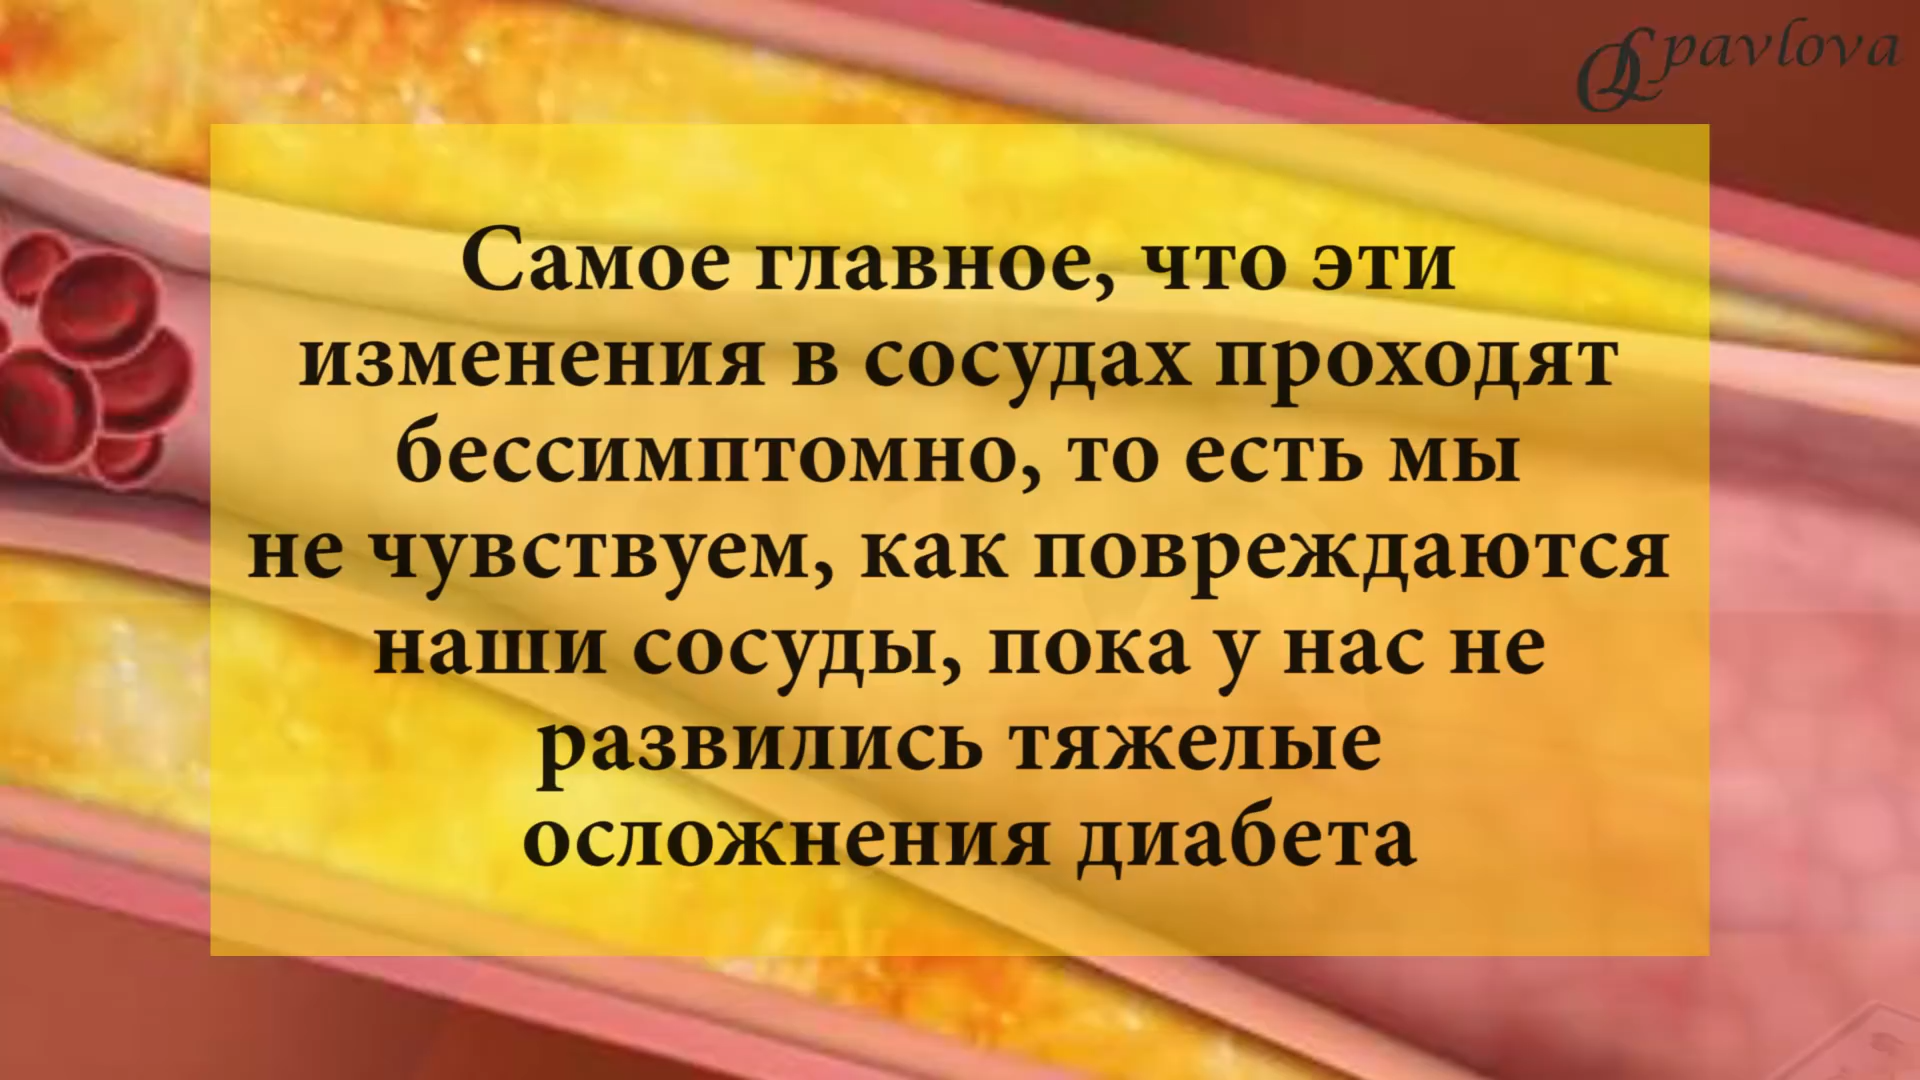 pavlova
Самое главное, что эти
изменения в сосудах проходят
бессимптомно, то есть мы
не чувствуем, как повреждаются
наши сосуды, пока у нас не
развились тяжелые
осложнения диабета